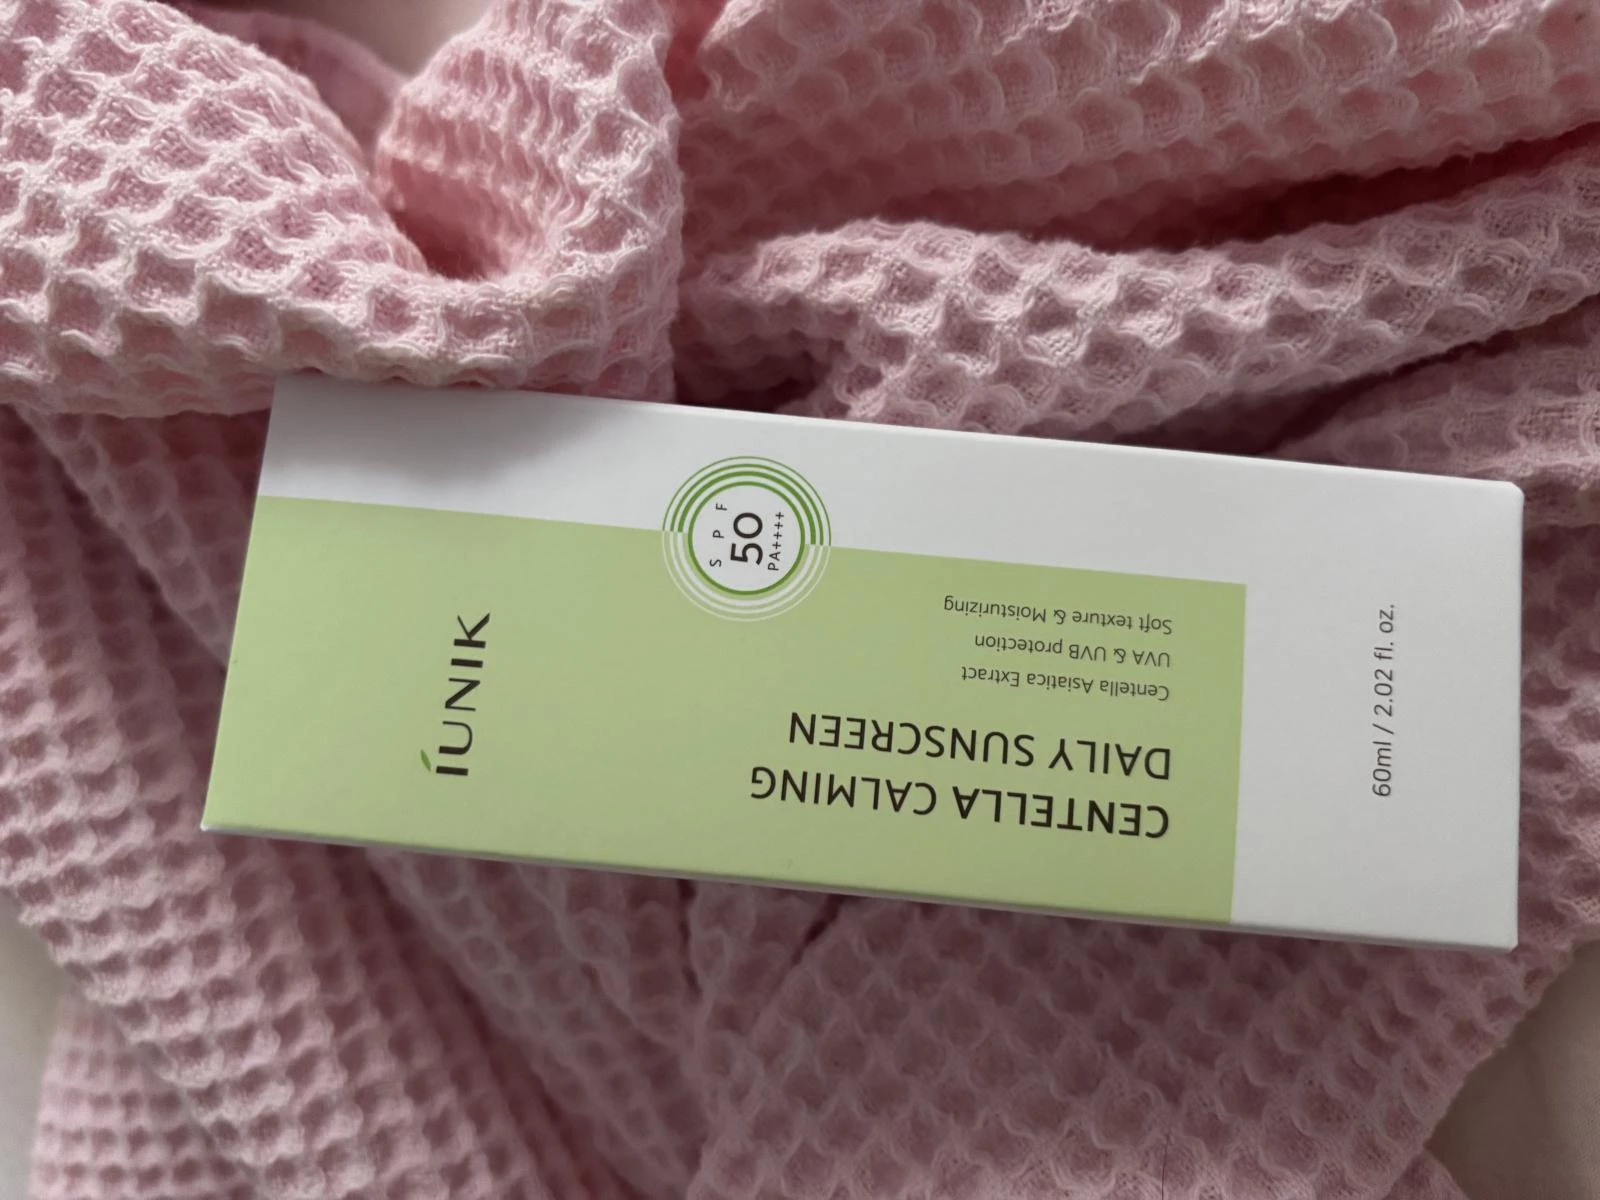 IUNIK
SPF
50
PA++++
CENTELLA CALMING
DAILY SUNSCREEN
Centella Asiatica Extract
UVA & UVB protection
Soft texture & Moisturizing
60ml / 2.02 fl. oz.